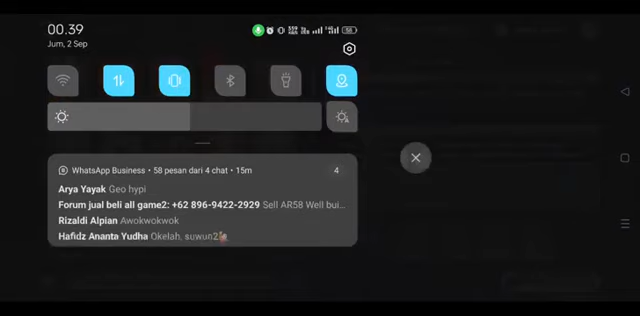 00.39
Jum, 2 Sep
WhatsApp Business • 58 pesan dari 4 chat • 15m
4
Arya Yayak Geo hypi
Forum jual beli all game2: +62 896-9422-2929 Sell AR58 Well bui...
Rizaldi Alpian Awokwokwok
Hafidz Ananta Yudha Okelah, suwun2